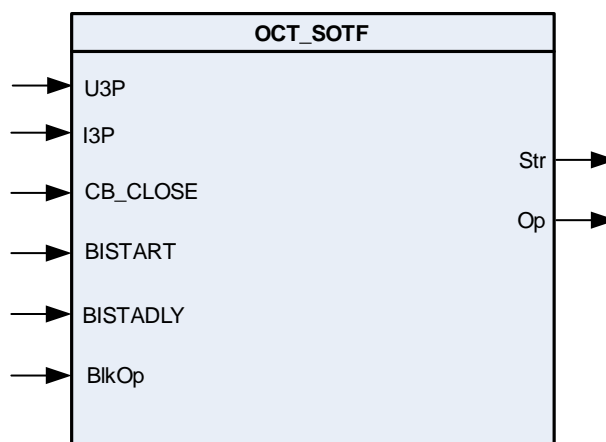 OCT_SOTF
U3P
I3P
CB_CLOSE
BISTART
BISTADLY
BlkOp
Str
Op